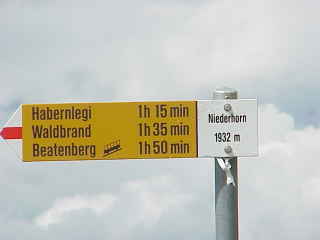 Habernlegi 1h 15 min
Waldbrand 1h 35 min
Beatenberg 1h 50 min
Niederhorn
1932 m